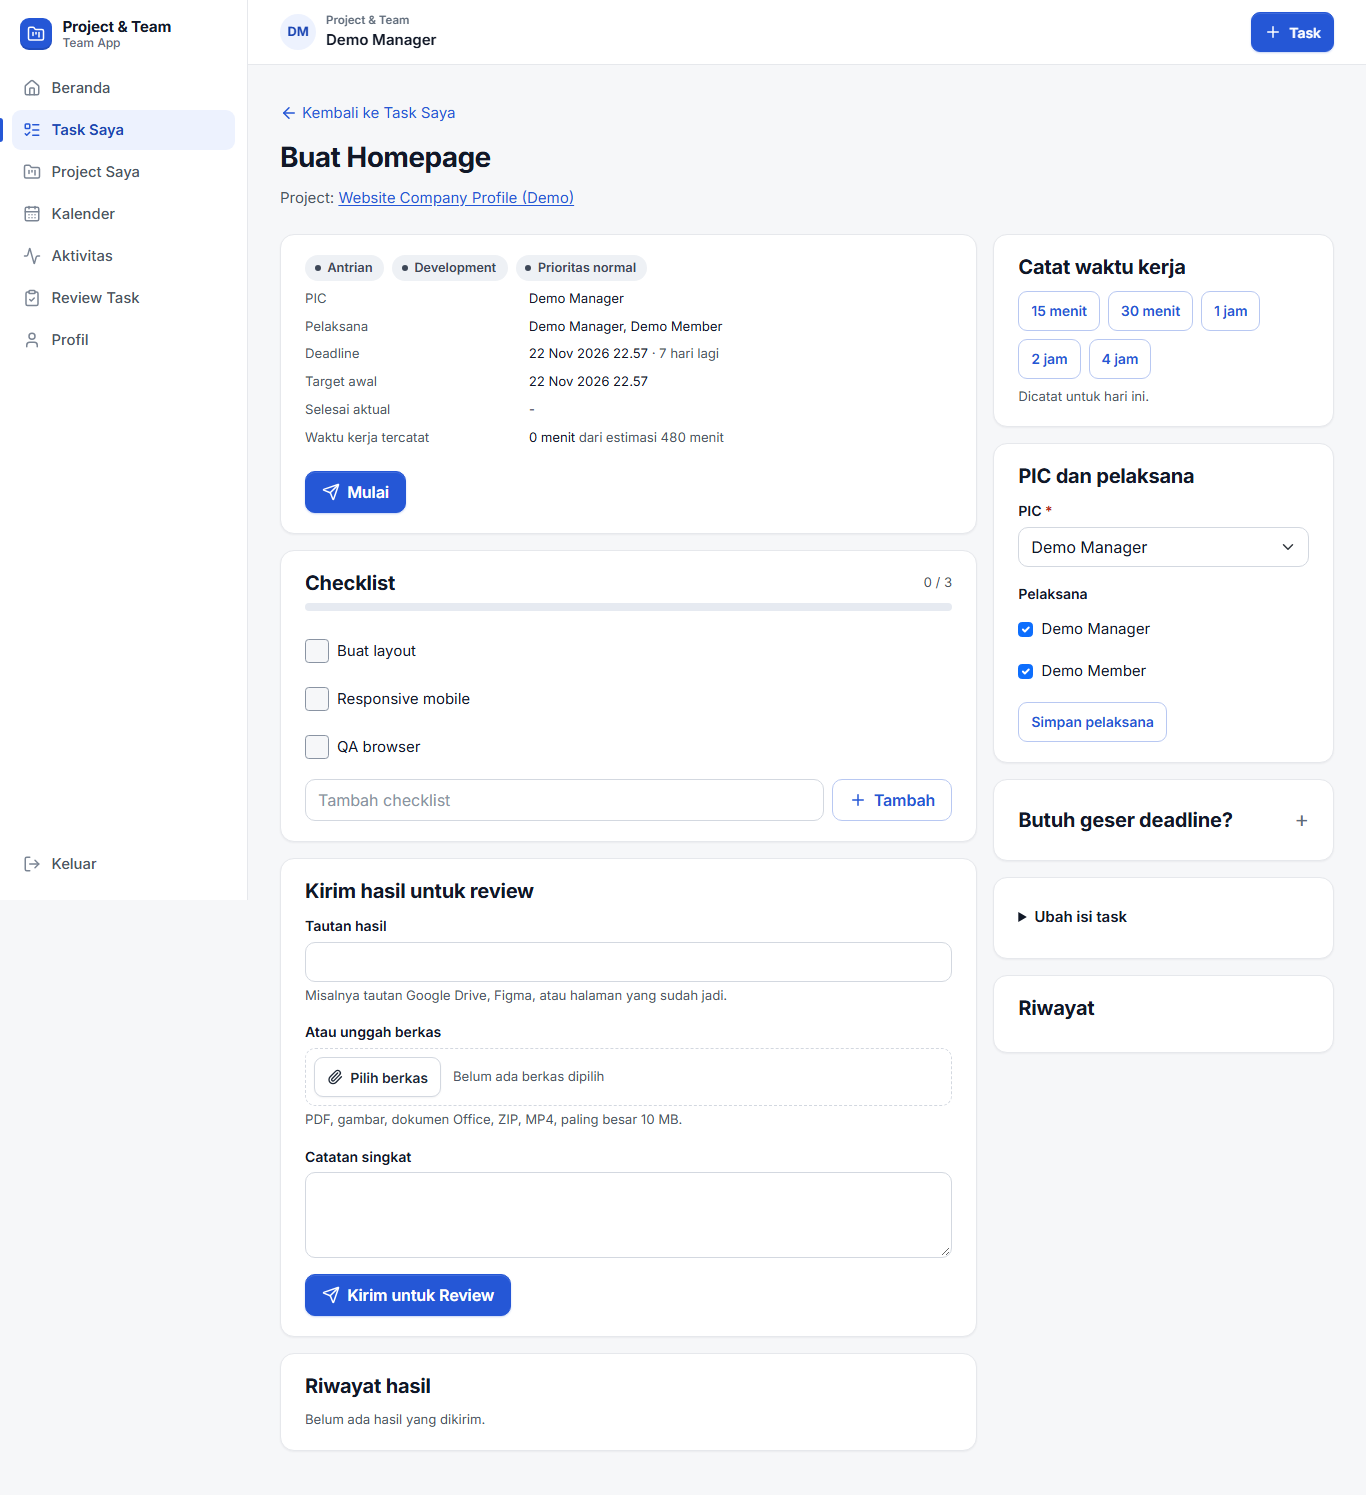 Project & Team
Team App
Beranda
Task Saya
Project Saya
Kalender
Aktivitas
Review Task
Profil
Keluar
DM
Project & Team
Demo Manager
+ Task
← Kembali ke Task Saya
Buat Homepage
Project: Website Company Profile (Demo)
Antrian
Development
Prioritas normal
PIC Demo Manager
Pelaksana Demo Manager, Demo Member
Deadline 22 Nov 2026 22.57 · 7 hari lagi
Target awal 22 Nov 2026 22.57
Selesai aktual -
Waktu kerja tercatat 0 menit dari estimasi 480 menit
Mulai
Checklist 0 / 3
Buat layout
Responsive mobile
QA browser
Tambah checklist
+ Tambah
Kirim hasil untuk review
Tautan hasil
Misalnya tautan Google Drive, Figma, atau halaman yang sudah jadi.
Atau unggah berkas
Pilih berkas Belum ada berkas dipilih
PDF, gambar, dokumen Office, ZIP, MP4, paling besar 10 MB.
Catatan singkat
Kirim untuk Review
Riwayat hasil
Belum ada hasil yang dikirim.
Catat waktu kerja
15 menit 30 menit 1 jam
2 jam 4 jam
Dicatat untuk hari ini.
PIC dan pelaksana
PIC *
Demo Manager
Pelaksana
Demo Manager
Demo Member
Simpan pelaksana
Butuh geser deadline? +
Ubah isi task
Riwayat